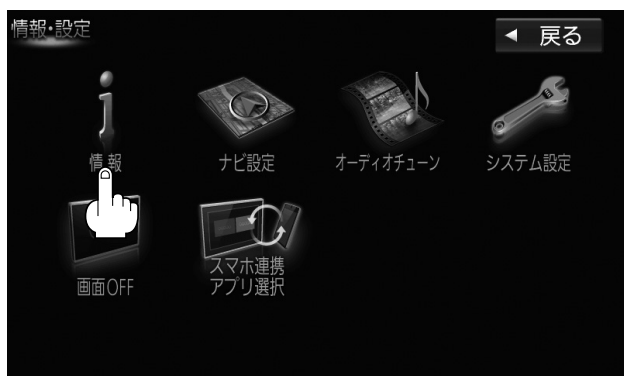 情報・設定
戻る
情 報
ナビ設定
オーディオチューン
システム設定
画面OFF
スマホ連携
アプリ選択